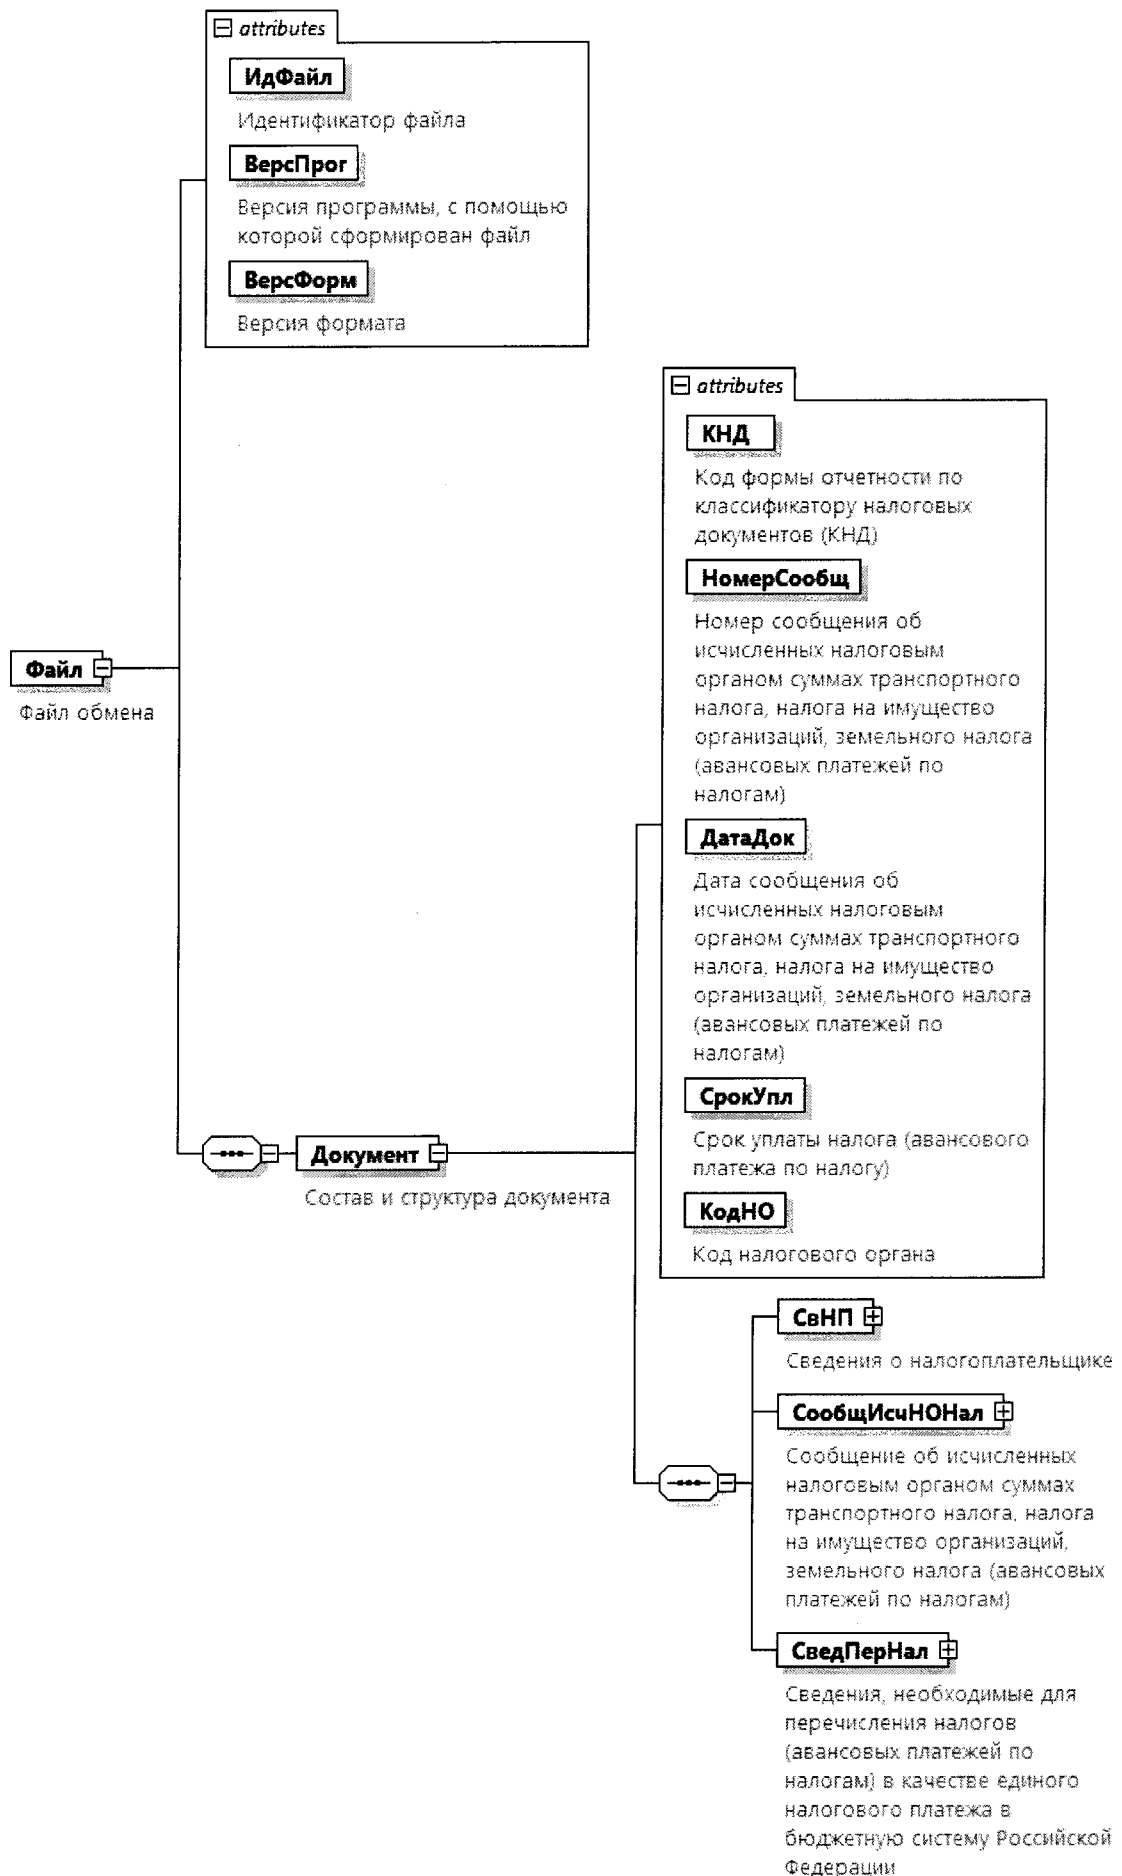 attributes
ИдФайл
Идентификатор файла
ВерсПрог
Версия программы, с помощью
которой сформирован файл
ВерсФорм
Версия формата
attributes
КНД
Код формы отчетности по
классификатору налоговых
документов (КНД)
НомерСообщ
Номер сообщения об
исчисленных налоговым
органом суммах транспортного
налога, налога на имущество
организаций, земельного налога
(авансовых платежей по
налогам)
Файл
Файл обмена
ДатаДок
Дата сообщения об
исчисленных налоговым
органом суммах транспортного
налога, налога на имущество
организаций, земельного налога
(авансовых платежей по
налогам)
СрокУпл
Срок уплаты налога (авансового
платежа по налогу)
Документ
Состав и структура документа
КодНО
Код налогового органа
СвНП
Сведения о налогоплательщике
СообщИсчНОНал
Сообщение об исчисленных
налоговым органом суммах
транспортного налога, налога
на имущество организаций,
земельного налога (авансовых
платежей по налогам)
СведПерНал
Сведения, необходимые для
перечисления налогов
(авансовых платежей по
налогам) в качестве единого
налогового платежа в
бюджетную систему Российской
Федерации